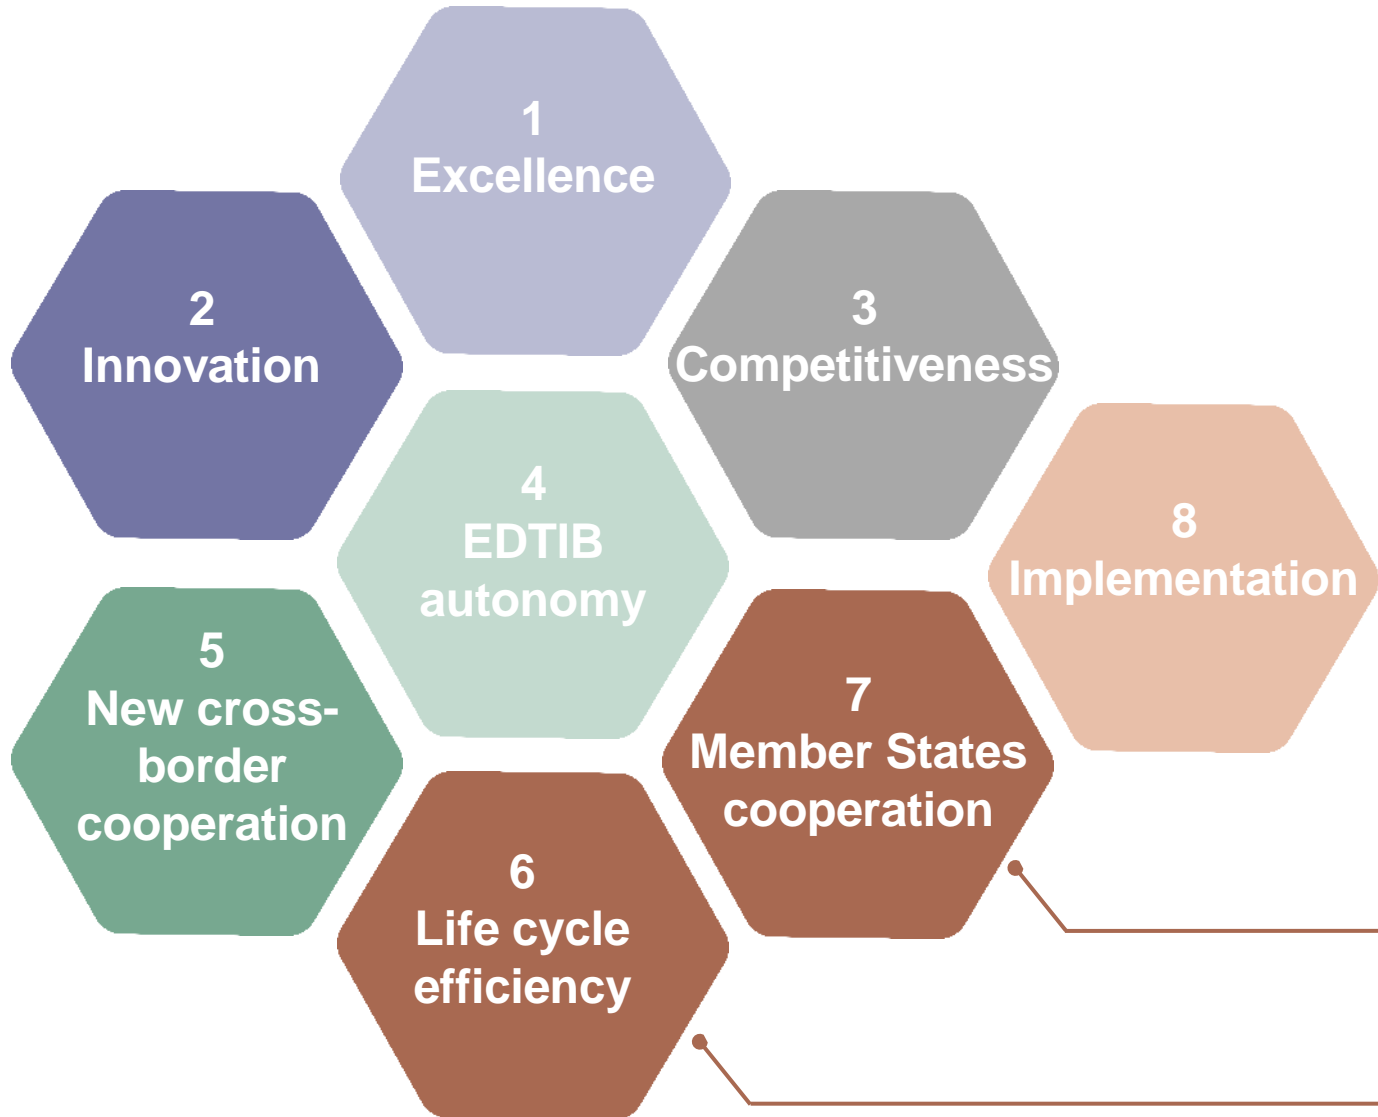 1
Excellence
2
Innovation
3
Competitiveness
4
EDTIB
autonomy
5
New cross-
border
cooperation
6
Life cycle
efficiency
7
Member States
cooperation
8
Implementation